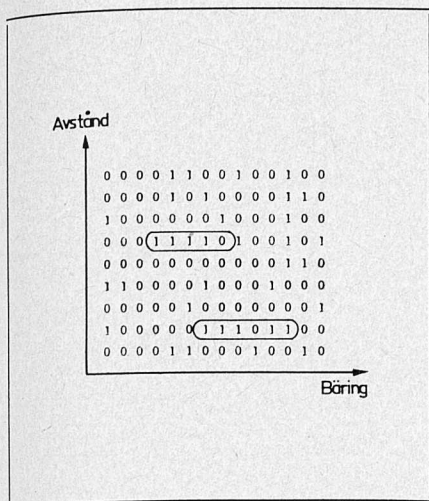 Avstånd
0 0 0 0 1 1 0 0 1 0 0 1 0 0
0 0 0 0 1 0 1 0 0 0 0 1 1 0
1 0 0 0 0 0 0 1 0 0 0 1 0 0
0 0 0 1 1 1 1 0 1 0 0 1 0 1
0 0 0 0 0 0 0 0 0 0 0 1 1 0
1 1 0 0 0 0 1 0 0 0 1 0 0 0
0 0 0 0 0 1 0 0 0 0 0 0 0 1
1 0 0 0 0 0 1 1 1 0 1 1 0 0
0 0 0 0 1 1 0 0 0 1 0 0 1 0
Bäring